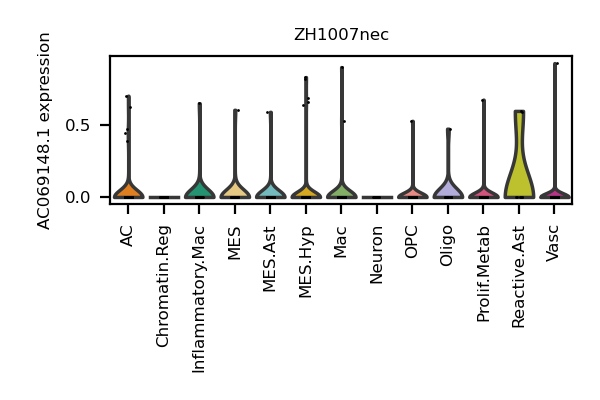 ZH1007nec
AC069148.1 expression
0.5
0.0
AC
Chromatin.Reg
Inflammatory.Mac
MES
MES.Ast
MES.Hyp
Mac
Neuron
OPC
Oligo
Prolif.Metab
Reactive.Ast
Vasc